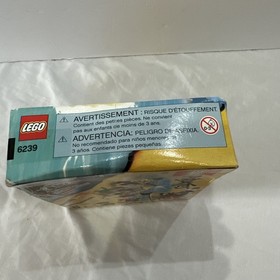 LEGO
6239
AVERTISSEMENT : RISQUE D'ÉTOUFFEMENT
Contient des petites pièces. Ne convient
pas aux enfants de moins de 3 ans.
ADVERTENCIA: PELIGRO DE ASFIXIA
No recomendado para niños menores de
3 años. Contiene piezas pequeñas.